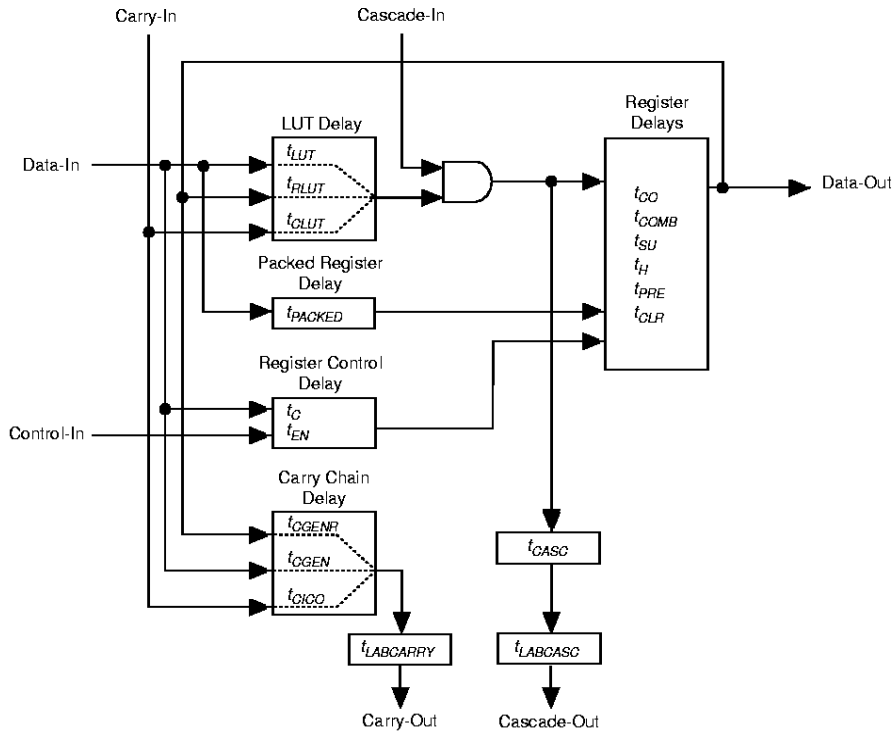 Carry-In
Cascade-In
LUT Delay
Register
Delays
Data-In
tLUT
tRLUT
tCLUT
Data-Out
tCO
tCOMB
tSU
tH
tPRE
tCLR
Packed Register
Delay
tPACKED
Register Control
Delay
tC
tEN
Control-In
Carry Chain
Delay
tCGENR
tCGEN
tCICO
tCASC
tLABCARRY
tLABCASC
Carry-Out
Cascade-Out